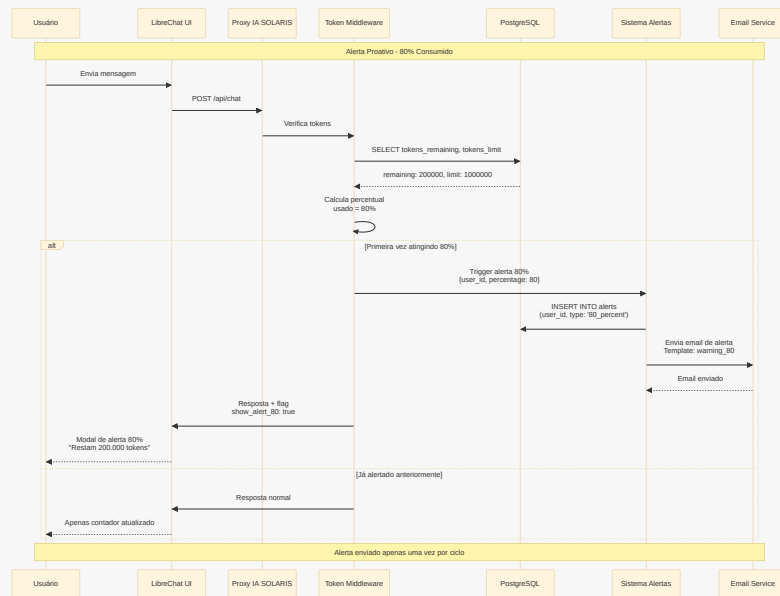 Usuário
LibreChat UI
Proxy IA SOLARIS
Token Middleware
PostgreSQL
Sistema Alertas
Email Service
Alerta Proativo - 80% Consumido
Envia mensagem
POST /api/chat
Verifica tokens
SELECT tokens_remaining, tokens_limit
remaining: 200000, limit: 1000000
Calcula percentual
usado = 80%
alt
[Primeira vez atingindo 80%]
Trigger alerta 80%
(user_id, percentage: 80)
INSERT INTO alerts
(user_id, type: '80_percent')
Envia email de alerta
Template: warning_80
Email enviado
Resposta + flag
show_alert_80: true
Modal de alerta 80%
"Restam 200.000 tokens"
[Já alertado anteriormente]
Resposta normal
Apenas contador atualizado
Alerta enviado apenas uma vez por ciclo
Usuário
LibreChat UI
Proxy IA SOLARIS
Token Middleware
PostgreSQL
Sistema Alertas
Email Service